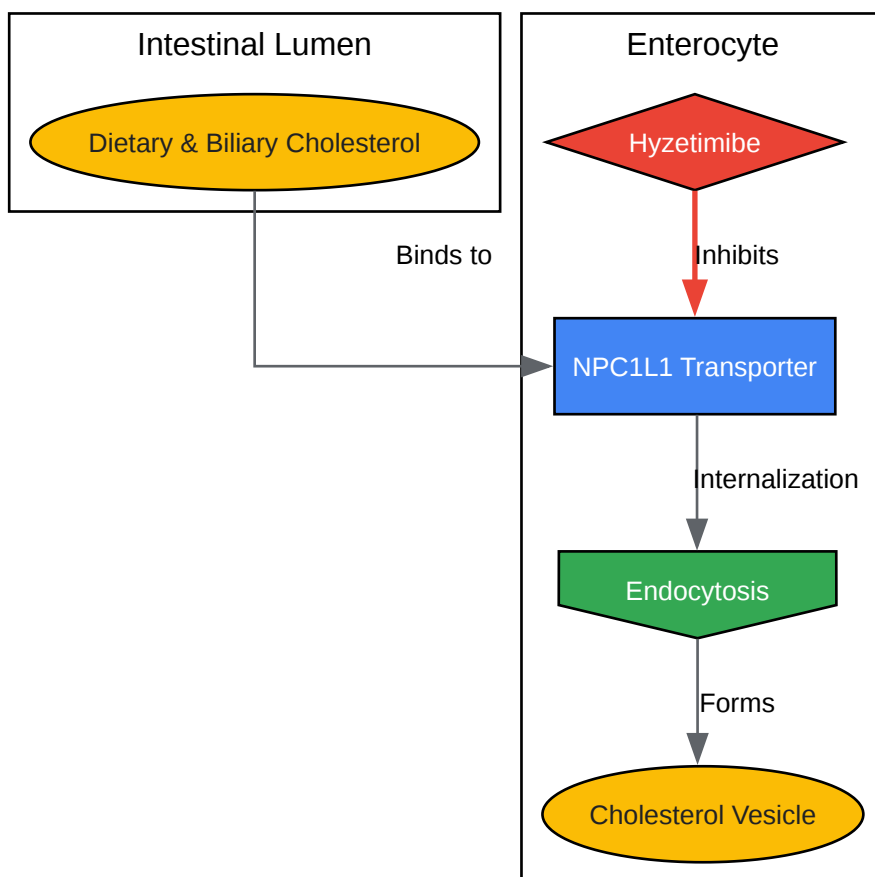 Intestinal Lumen
Enterocyte
Dietary & Biliary Cholesterol
Hyzetimibe
Binds to
Inhibits
NPC1L1 Transporter
Internalization
Endocytosis
Forms
Cholesterol Vesicle